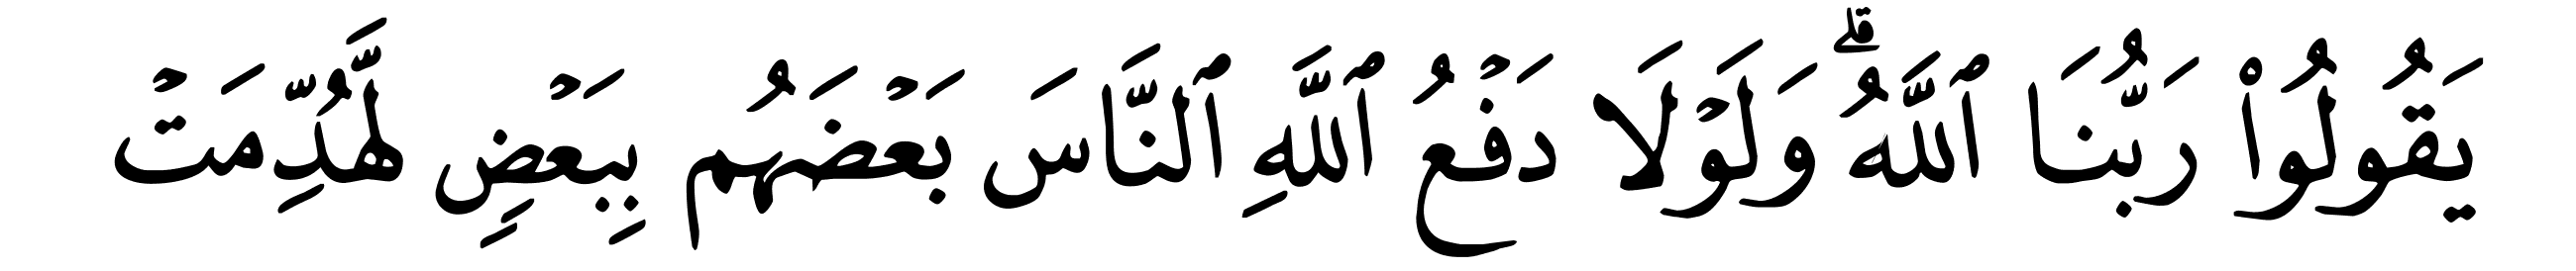 يَقُولُوا۟ رَبُّنَا ٱللَّهُ ۗ وَلَوْلَا دَفْعُ ٱللَّهِ ٱلنَّاسَ بَعْضَهُم بِبَعْضٍ لَّهُدِّمَتْ